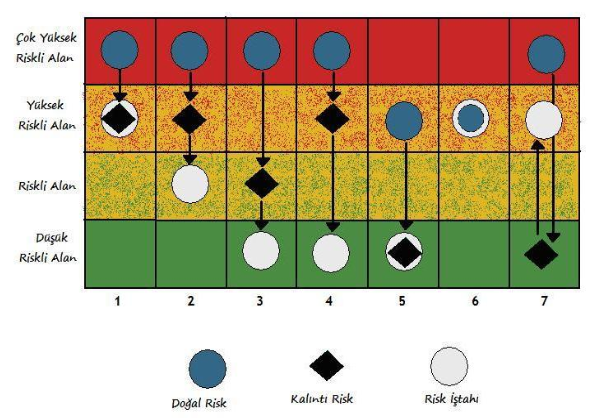 Çok Yüksek
Riskli Alan
Yüksek
Riskli Alan
Riskli Alan
Düşük
Riskli Alan
1 2 3 4 5 6 7
Doğal Risk
Kalıntı Risk
Risk İştahı